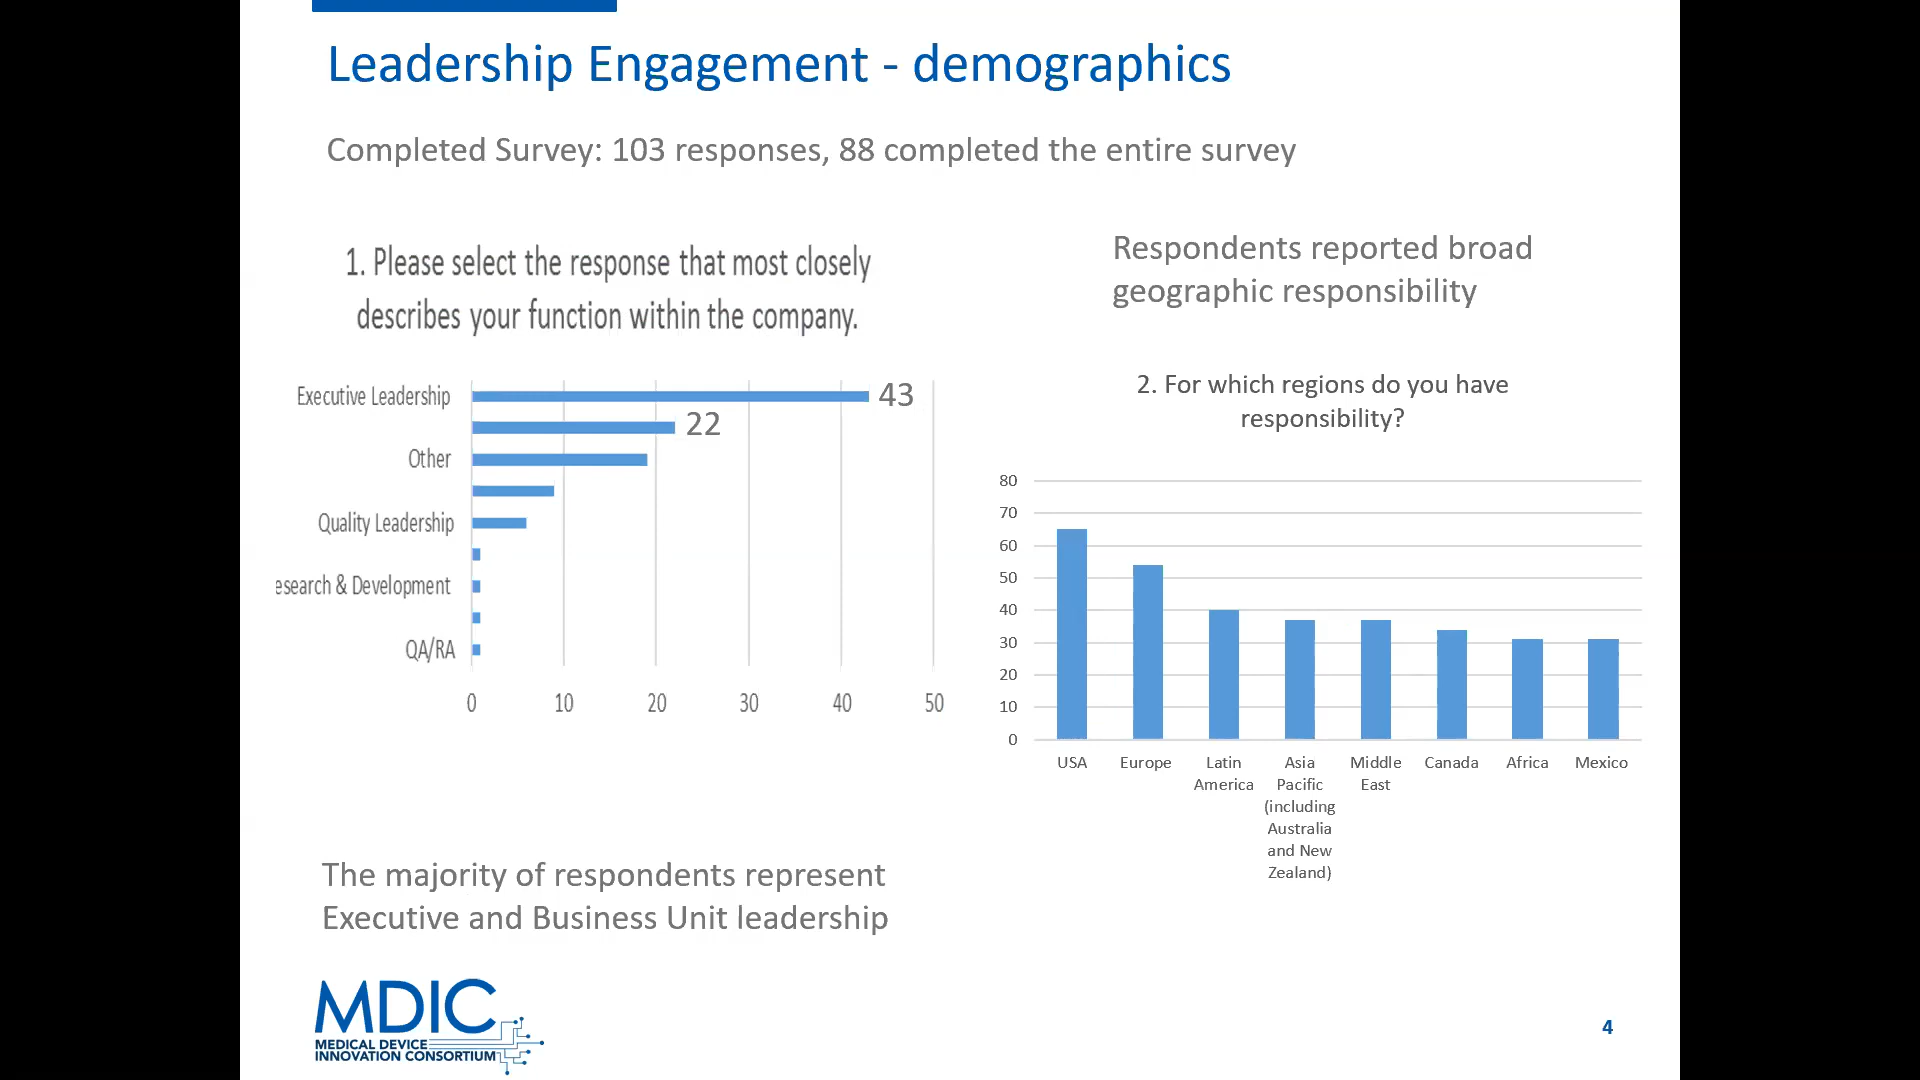 Leadership Engagement - demographics
Completed Survey: 103 responses, 88 completed the entire survey
1. Please select the response that most closely
describes your function within the company.
Executive Leadership
43
22
Other
Quality Leadership
esearch & Development
QA/RA
0 10 20 30 40 50
The majority of respondents represent
Executive and Business Unit leadership
Respondents reported broad
geographic responsibility
2. For which regions do you have
responsibility?
80
70
60
50
40
30
20
10
0
USA
Europe
Latin
America
Asia
Pacific
(including
Australia
and New
Zealand)
Middle
East
Canada
Africa
Mexico
MDIC
MEDICAL DEVICE
INNOVATION CONSORTIUM
4